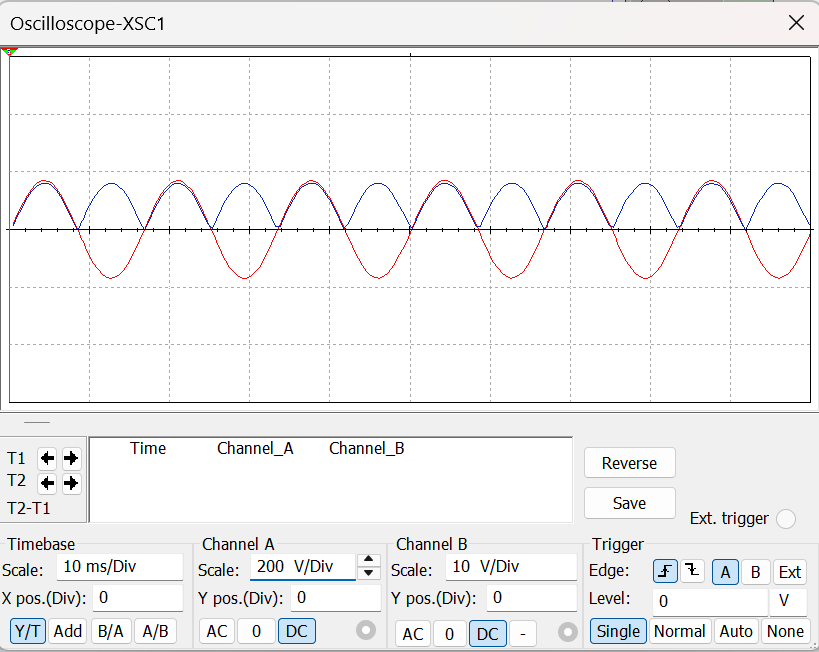 Oscilloscope-XSC1
Time Channel_A Channel_B
T1
T2
T2-T1
Reverse
Save
Ext. trigger
Timebase Channel A Channel B Trigger
Scale: 10 ms/Div Scale: 200 V/Div Scale: 10 V/Div Edge: A B Ext
X pos.(Div): 0 Y pos.(Div): 0 Y pos.(Div): 0 Level: 0 V
Y/T Add B/A A/B AC 0 DC AC 0 DC - Single Normal Auto None